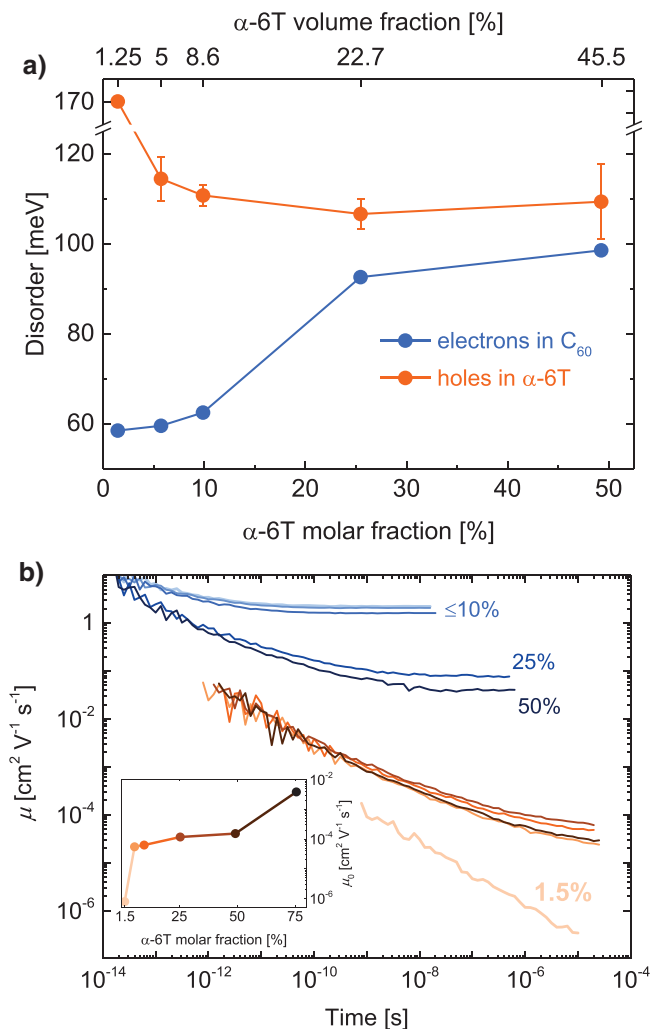 α-6T volume fraction [%]
a)
1.25 5 8.6 22.7 45.5
170
120
100
80
60
Disorder [meV]
electrons in C60
holes in α-6T
0 10 20 30 40 50
α-6T molar fraction [%]
b)
1
10-2
10-4
10-6
μ [cm2 V-1 s-1]
≤10%
25%
50%
1.5%
10-2
10-4
10-6
μ0 [cm2 V-1 s-1]
1.5 25 50 75
α-6T molar fraction [%]
10-14 10-12 10-10 10-8 10-6 10-4
Time [s]